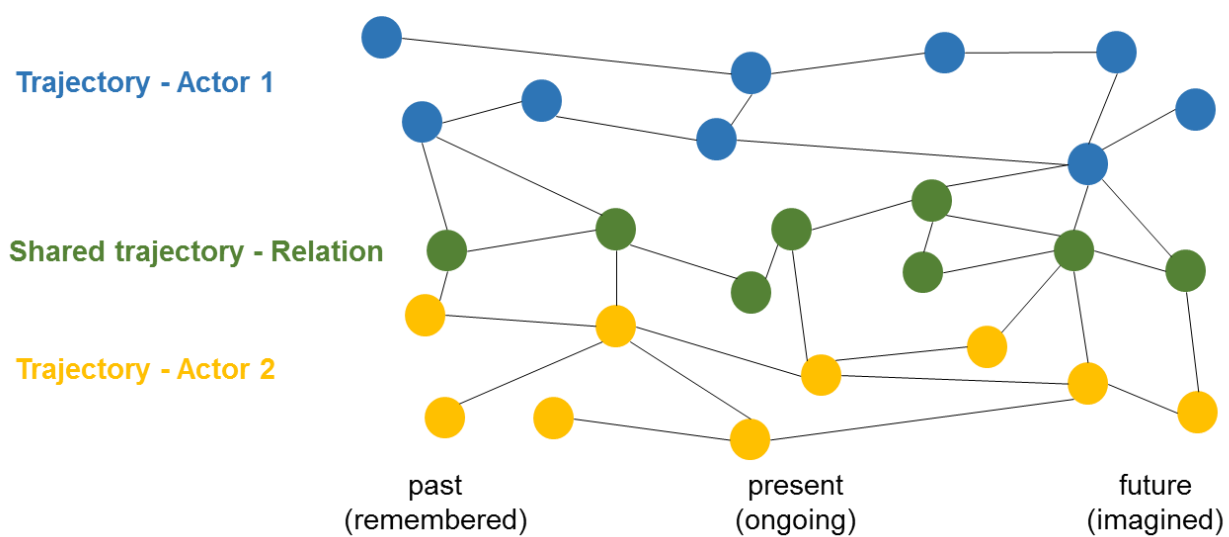 Trajectory - Actor 1
Shared trajectory - Relation
Trajectory - Actor 2
past
(remembered)
present
(ongoing)
future
(imagined)